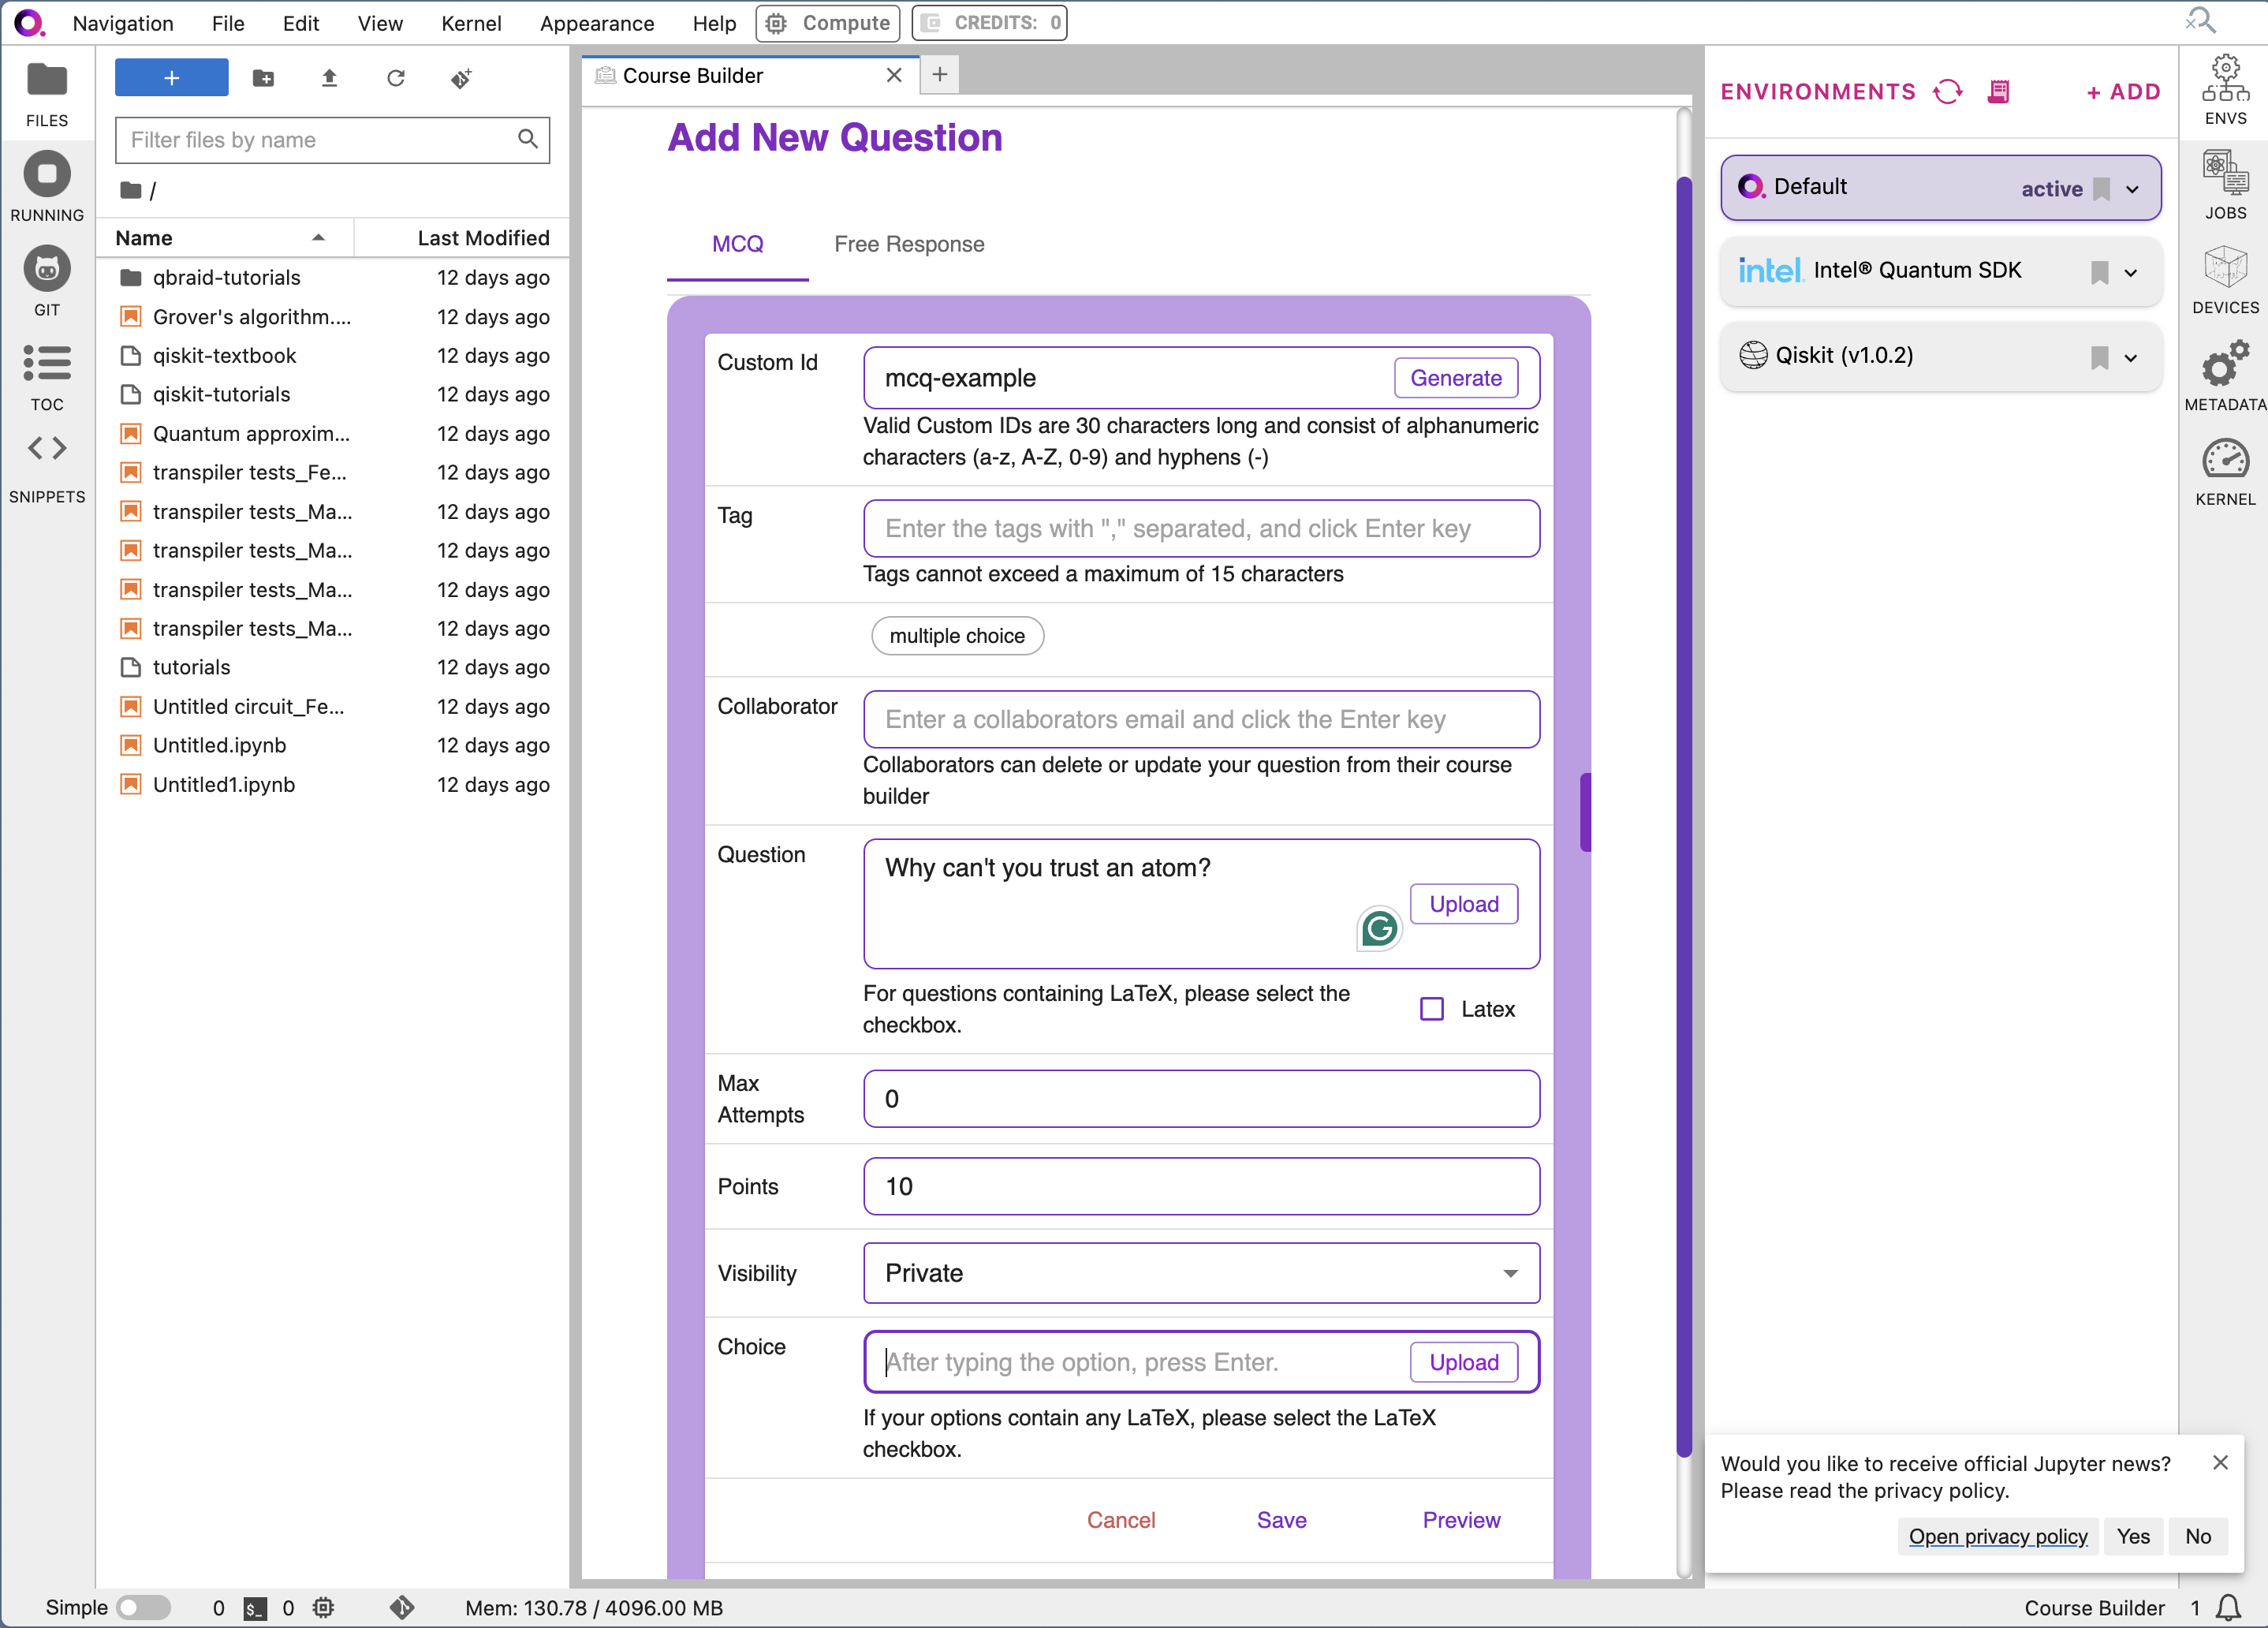 Navigation File Edit View Kernel Appearance Help Compute CREDITS: 0
FILES
RUNNING
GIT
TOC
SNIPPETS
+
Filter files by name
/
Name Last Modified
qbraid-tutorials 12 days ago
Grover's algorithm.... 12 days ago
qiskit-textbook 12 days ago
qiskit-tutorials 12 days ago
Quantum approxim... 12 days ago
transpiler tests_Fe... 12 days ago
transpiler tests_Ma... 12 days ago
transpiler tests_Ma... 12 days ago
transpiler tests_Ma... 12 days ago
transpiler tests_Ma... 12 days ago
tutorials 12 days ago
Untitled circuit_Fe... 12 days ago
Untitled.ipynb 12 days ago
Untitled1.ipynb 12 days ago
Course Builder
Add New Question
MCQ Free Response
Custom Id mcq-example Generate
Valid Custom IDs are 30 characters long and consist of alphanumeric
characters (a-z, A-Z, 0-9) and hyphens (-)
Tag Enter the tags with "," separated, and click Enter key
Tags cannot exceed a maximum of 15 characters
multiple choice
Collaborator Enter a collaborators email and click the Enter key
Collaborators can delete or update your question from their course
builder
Question Why can't you trust an atom?
Upload
For questions containing LaTeX, please select the
checkbox.
Latex
Max
Attempts
0
Points 10
Visibility Private
Choice After typing the option, press Enter. Upload
If your options contain any LaTeX, please select the LaTeX
checkbox.
Cancel Save Preview
ENVIRONMENTS + ADD
Default active
intel. Intel® Quantum SDK
Qiskit (v1.0.2)
ENVS
JOBS
DEVICES
METADATA
KERNEL
Would you like to receive official Jupyter news?
Please read the privacy policy.
Open privacy policy Yes No
Simple 0 $_ 0 Mem: 130.78 / 4096.00 MB Course Builder 1